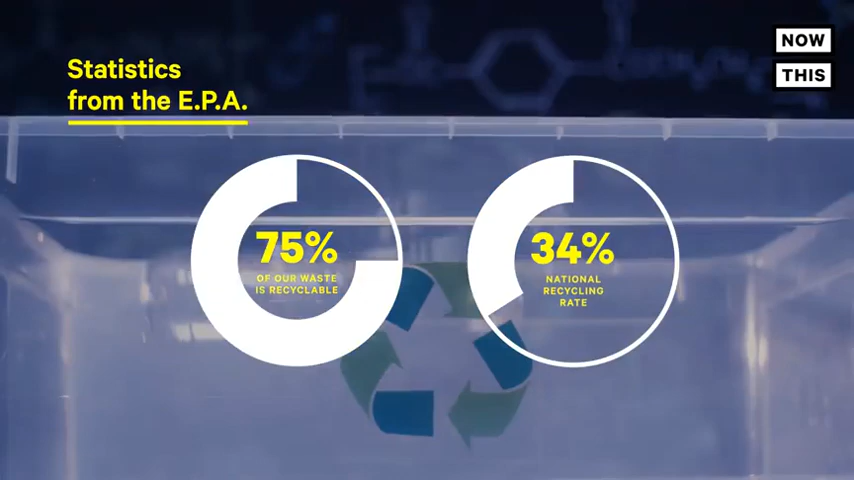 NOW
THIS
Statistics
from the E.P.A.
75%
OF OUR WASTE
IS RECYCLABLE
34%
NATIONAL
RECYCLING
RATE